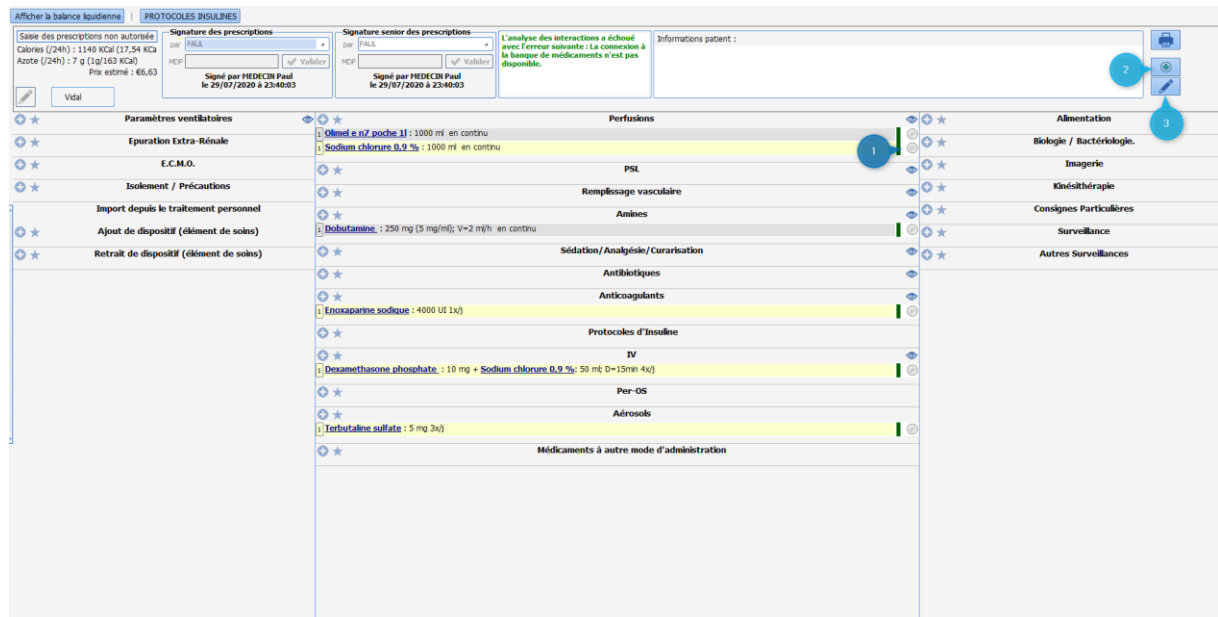 Afficher la balance liquidienne | PROTOCOLES INSULINES
Saisie des prescriptions non autorisée
Calories (/24h) : 1140 KCal (17,54 KCa
Azote (/24h) : 7 g (1g/163 KCal)
Prix estimé : €6,63
Vidal
Signature des prescriptions
par PAUL
MDP Valider
Signé par MEDECIN Paul
le 29/07/2020 à 23:40:03
Signature senior des prescriptions
par PAUL
MDP Valider
Signé par MEDECIN Paul
le 29/07/2020 à 23:40:03
L'analyse des interactions a échoué
avec l'erreur suivante : La connexion à
la banque de médicaments n'est pas
disponible.
Informations patient :
2
3
Paramètres ventilatoires
Epuration Extra-Rénale
E.C.M.O.
Isolement / Précautions
Import depuis le traitement personnel
Ajout de dispositif (élément de soins)
Retrait de dispositif (élément de soins)
Perfusions
1 Olimel e n7 poche 1l : 1000 ml en continu
1 Sodium chlorure 0,9 % : 1000 ml en continu
1
PSL
Remplissage vasculaire
Amines
1 Dobutamine : 250 mg (5 mg/ml); V=2 ml/h en continu
Sédation/Analgésie/Curarisation
Antibiotiques
Anticoagulants
1 Enoxaparine sodique : 4000 UI 1x/j
Protocoles d'Insuline
IV
1 Dexamethasone phosphate : 10 mg + Sodium chlorure 0,9 %: 50 ml; D=15min 4x/j
Per-OS
Aérosols
1 Terbutaline sulfate : 5 mg 3x/j
Médicaments à autre mode d'administration
Alimentation
Biologie / Bactériologie.
Imagerie
Kinésithérapie
Consignes Particulières
Surveillance
Autres Surveillances